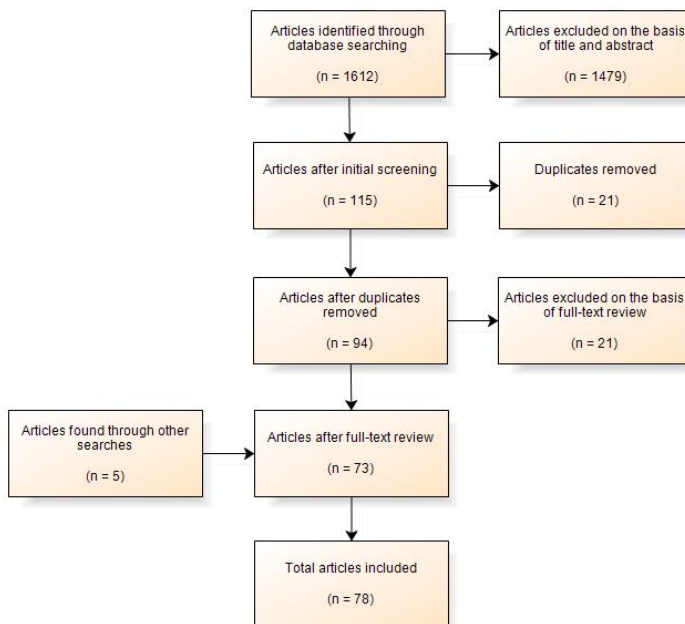 Articles identified through
database searching
(n = 1612)
Articles excluded on the basis
of title and abstract
(n = 1479)
Articles after initial screening
(n = 115)
Duplicates removed
(n = 21)
Articles after duplicates
removed
(n = 94)
Articles excluded on the basis
of full-text review
(n = 21)
Articles found through other
searches
(n = 5)
Articles after full-text review
(n = 73)
Total articles included
(n = 78)